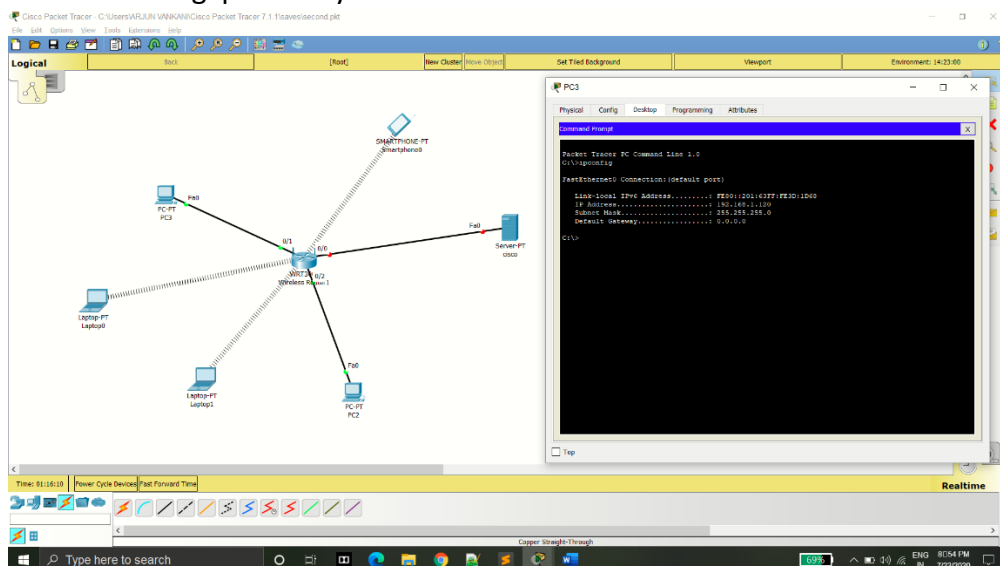 Cisco Packet Tracer - C:\Users\ARJUN VANKANI\Cisco Packet Tracer 7.1.1\saves\second.pkt
File Edit Options View Tools Extensions Help
Logical Back [Root] New Cluster Move Object Set Tiled Background Viewport Environment: 14:23:00
SMARTPHONE-PT
Smartphone0
Fa0
PC-PT
PC3
0/1
0/0
Fa0
Server-PT
cisco
0/2
Laptop-PT
Laptop0
Fa0
Laptop-PT
Laptop1
PC-PT
PC2
PC3
Physical Config Desktop Programming Attributes
Command Prompt X
Packet Tracer PC Command Line 1.0
C:\>ipconfig
FastEthernet0 Connection:(default port)
Link-local IPv6 Address.........: FE80::201:63FF:FE3D:1D60
IP Address......................: 192.168.1.120
Subnet Mask.....................: 255.255.255.0
Default Gateway.................: 0.0.0.0
C:\>
Top
Time: 01:16:10 Power Cycle Devices Fast Forward Time Realtime
Copper Straight-Through
Type here to search
69%
ENG 8:54 PM
IN 7/23/2020